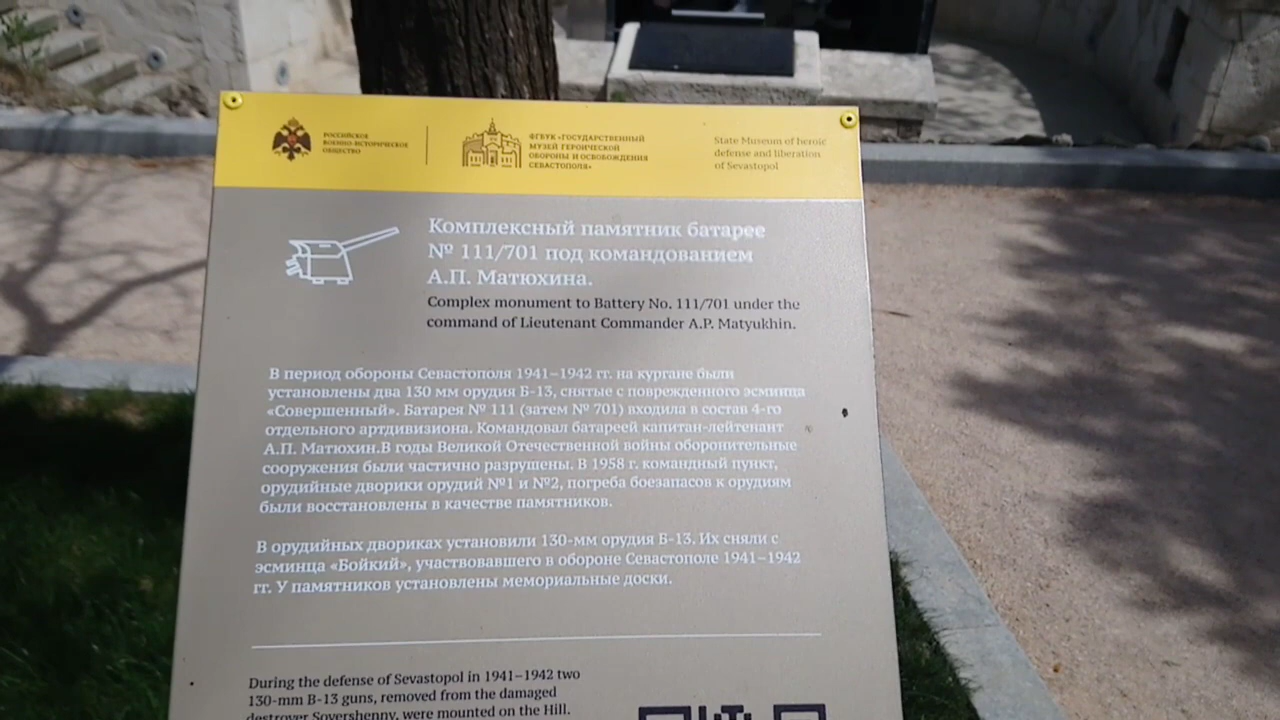 РОССИЙСКОЕ
ВОЕННО-ИСТОРИЧЕСКОЕ
ОБЩЕСТВО
ФГБУК «ГОСУДАРСТВЕННЫЙ
МУЗЕЙ ГЕРОИЧЕСКОЙ
ОБОРОНЫ И ОСВОБОЖДЕНИЯ
СЕВАСТОПОЛЯ»
State Museum of heroic
defense and liberation
of Sevastopol
Комплексный памятник батарее
№ 111/701 под командованием
А.П. Матюхина.
Complex monument to Battery No. 111/701 under the
command of Lieutenant Commander A.P. Matyukhin.
В период обороны Севастополя 1941–1942 гг. на кургане были
установлены два 130 мм орудия Б-13, снятые с поврежденного эсминца
«Совершенный». Батарея № 111 (затем № 701) входила в состав 4-го
отдельного артдивизиона. Командовал батареей капитан-лейтенант
А.П. Матюхин.В годы Великой Отечественной войны оборонительные
сооружения были частично разрушены. В 1958 г. командный пункт,
орудийные дворики орудий №1 и №2, погреба боезапасов к орудиям
были восстановлены в качестве памятников.
В орудийных двориках установили 130-мм орудия Б-13. Их сняли с
эсминца «Бойкий», участвовавшего в обороне Севастополе 1941–1942
гг. У памятников установлены мемориальные доски.
During the defense of Sevastopol in 1941–1942 two
130-mm B-13 guns, removed from the damaged
destroyer Sovershenny, were mounted on the Hill.